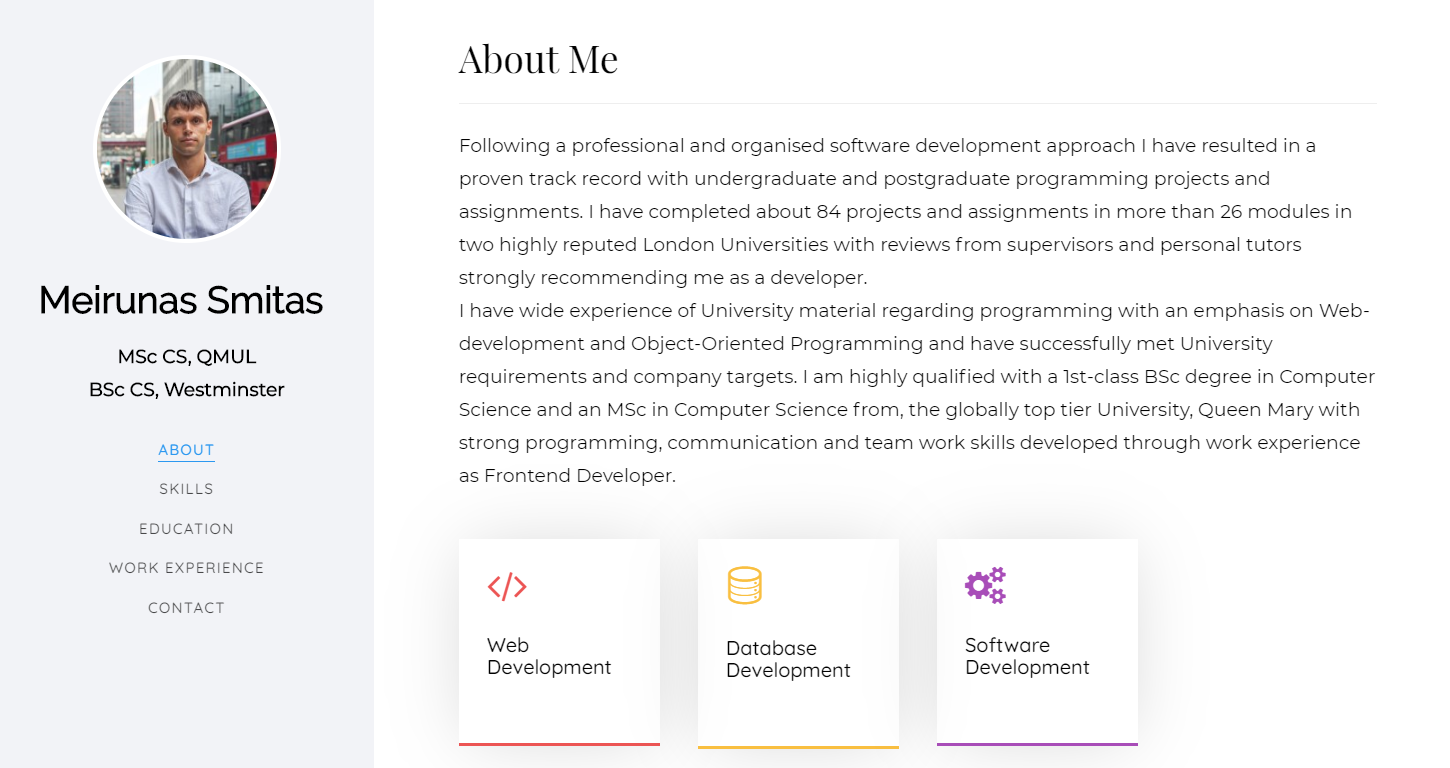 Meirunas Smitas
MSc CS, QMUL
BSc CS, Westminster
ABOUT
SKILLS
EDUCATION
WORK EXPERIENCE
CONTACT
About Me
Following a professional and organised software development approach I have resulted in a
proven track record with undergraduate and postgraduate programming projects and
assignments. I have completed about 84 projects and assignments in more than 26 modules in
two highly reputed London Universities with reviews from supervisors and personal tutors
strongly recommending me as a developer.
I have wide experience of University material regarding programming with an emphasis on Web-
development and Object-Oriented Programming and have successfully met University
requirements and company targets. I am highly qualified with a 1st-class BSc degree in Computer
Science and an MSc in Computer Science from, the globally top tier University, Queen Mary with
strong programming, communication and team work skills developed through work experience
as Frontend Developer.
Web
Development
Database
Development
Software
Development